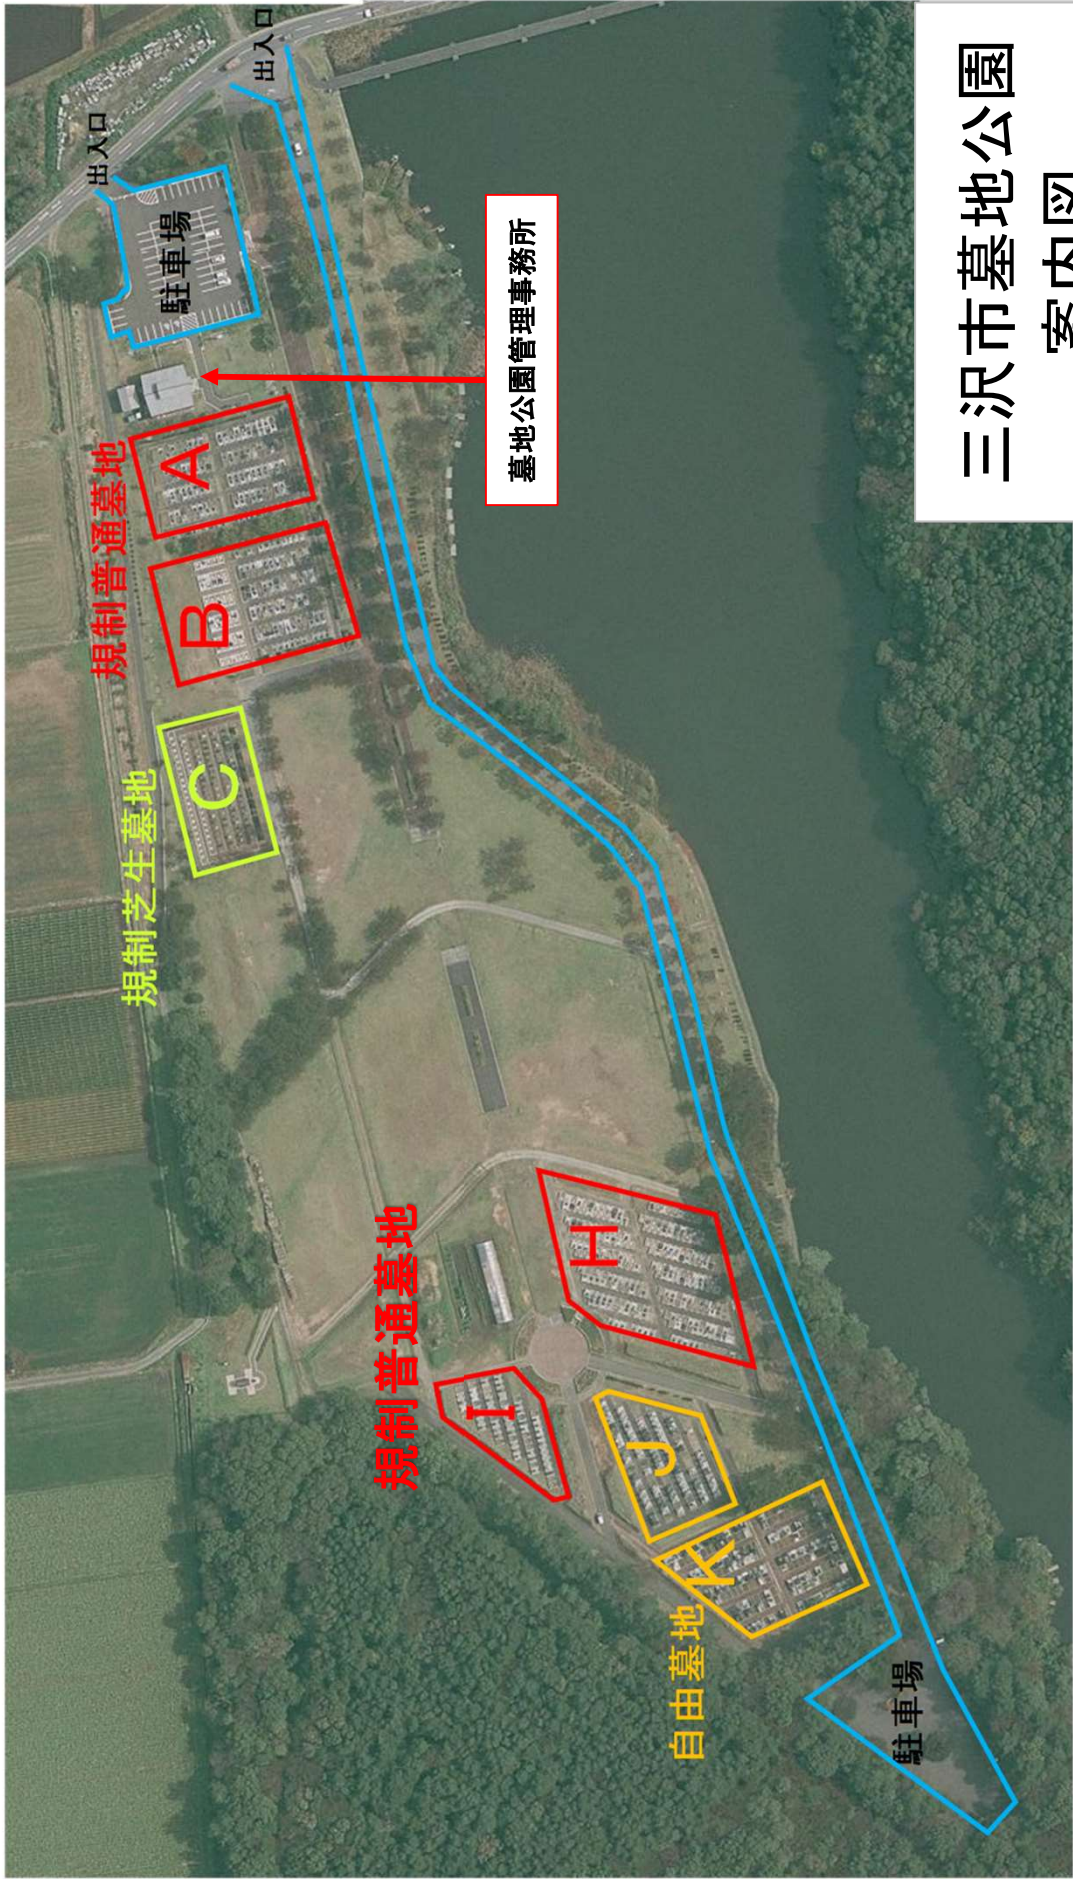 三沢市墓地公園
案内図
出入口
出入口
駐車場
墓地公園管理事務所
規制普通墓地
A
B
規制芝生墓地
C
規制普通墓地
H
I
J
K
自由墓地
駐車場